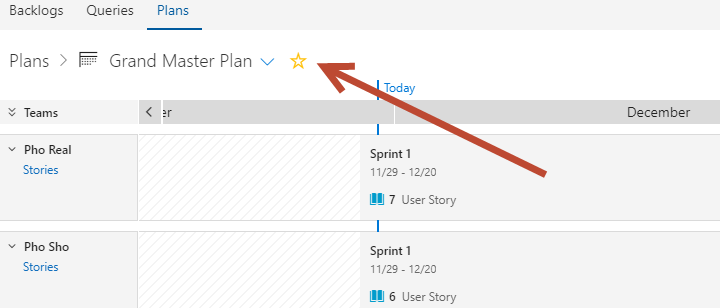 Backlogs Queries Plans
Plans > Grand Master Plan
Today
Teams er December
Pho Real Sprint 1
Stories 11/29 - 12/20
7 User Story
Pho Sho Sprint 1
Stories 11/29 - 12/20
6 User Story